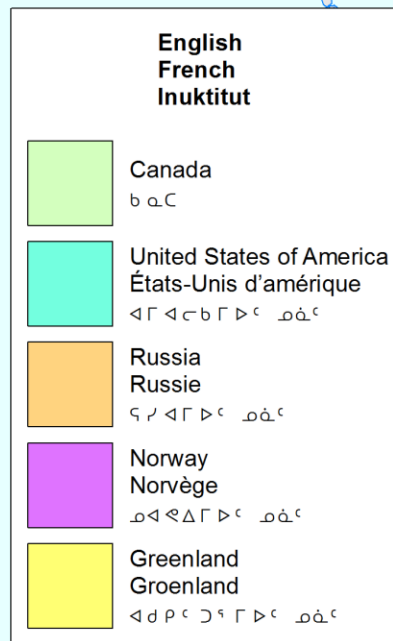 English
French
Inuktitut
Canada
ᑲᓇᑕ
United States of America
États-Unis d’amérique
ᐊᒥᐊᓕᑲᒥᐅᑦ ᓄᓈᑦ
Russia
Russie
ᕋᓯᐊᒥᐅᑦ ᓄᓈᑦ
Norway
Norvège
ᓄᐊᕙᐃᒥᐅᑦ ᓄᓈᑦ
Greenland
Groenland
ᐊᑯᑭᑦᑐᕐᒥᐅᑦ ᓄᓈᑦ